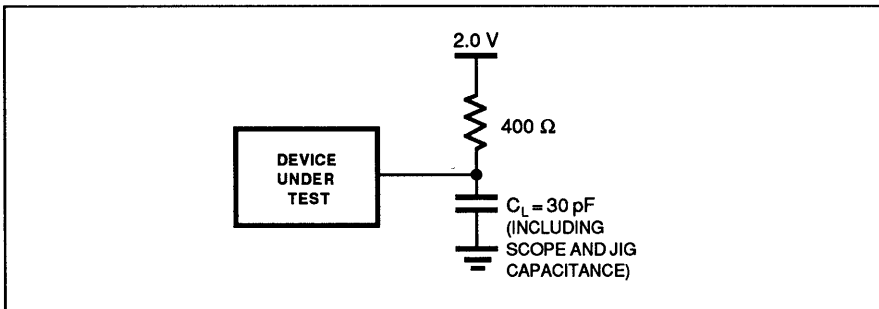 2.0 V
400 Ω
DEVICE
UNDER
TEST
C_L = 30 pF
(INCLUDING
SCOPE AND JIG
CAPACITANCE)